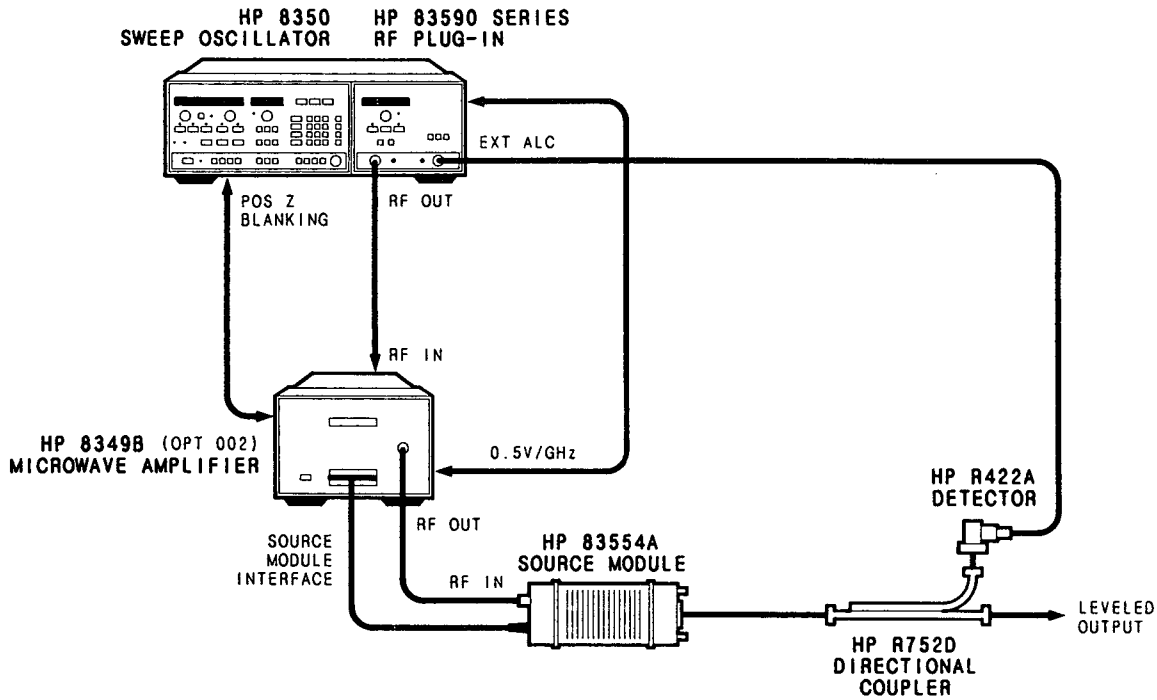 HP 8350
SWEEP OSCILLATOR
HP 83590 SERIES
RF PLUG-IN
EXT ALC
POS Z
BLANKING
RF OUT
RF IN
HP 8349B (OPT 002)
MICROWAVE AMPLIFIER
0.5V/GHz
HP R422A
DETECTOR
RF OUT
SOURCE
MODULE
INTERFACE
HP 83554A
SOURCE MODULE
RF IN
LEVELED
OUTPUT
HP R752D
DIRECTIONAL
COUPLER